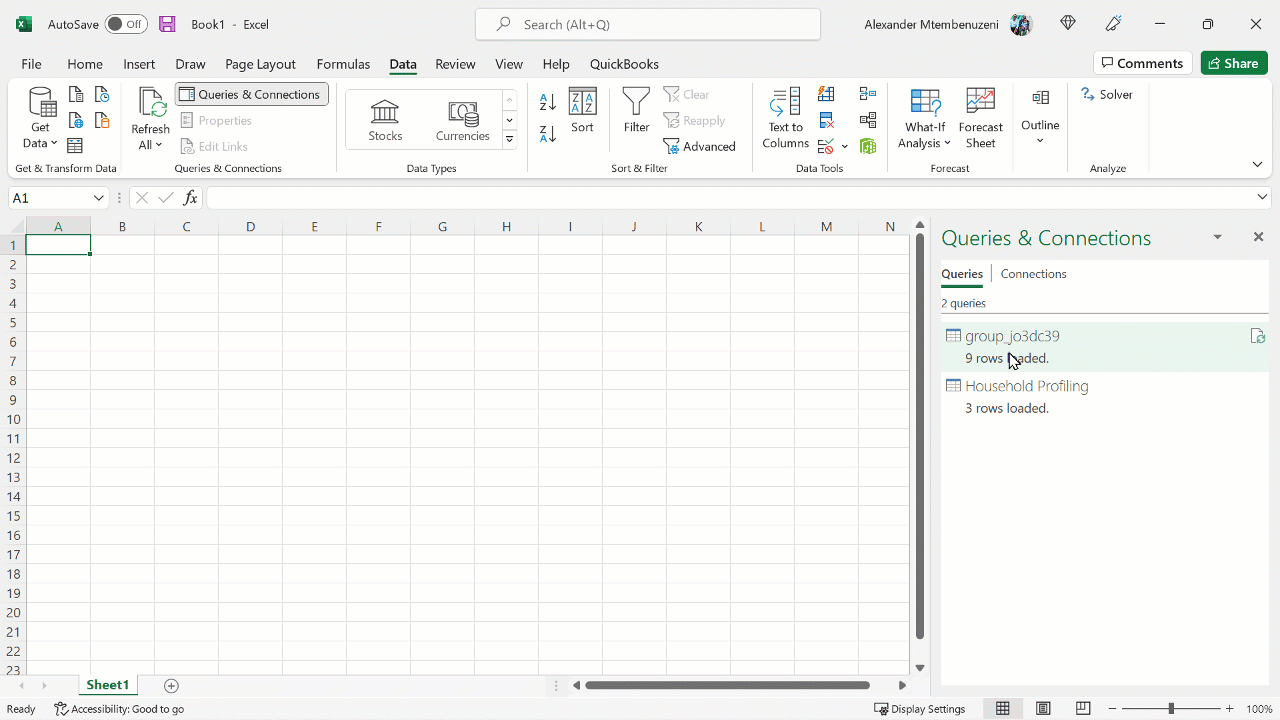 AutoSave Off Book1 - Excel Search (Alt+Q) Alexander Mtembenuzeni
File Home Insert Draw Page Layout Formulas Data Review View Help QuickBooks Comments Share
Get Data
Get & Transform Data
Refresh All
Queries & Connections
Properties
Edit Links
Queries & Connections
Stocks
Currencies
Data Types
Sort
Filter
Clear
Reapply
Advanced
Sort & Filter
Text to
Columns
Data Tools
What-If
Analysis
Forecast
Sheet
Forecast
Outline
Solver
Analyze
A1
fx
A B C D E F G H I J K L M N
1
2
3
4
5
6
7
8
9
10
11
12
13
14
15
16
17
18
19
20
21
22
23
Queries & Connections
Queries Connections
2 queries
group_jo3dc39
9 rows loaded.
Household Profiling
3 rows loaded.
Sheet1
Ready Accessibility: Good to go Display Settings 100%